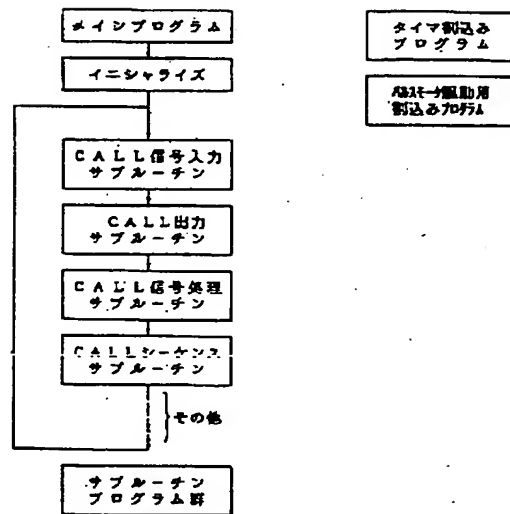 メインプログラム
イニシャライズ
CALL信号入力
サブルーチン
CALL出力
サブルーチン
CALL信号処理
サブルーチン
CALLシーケンス
サブルーチン
その他
サブルーチン
プログラム群
タイマ割込み
プログラム
パルスモータ駆動用
割込みプログラム